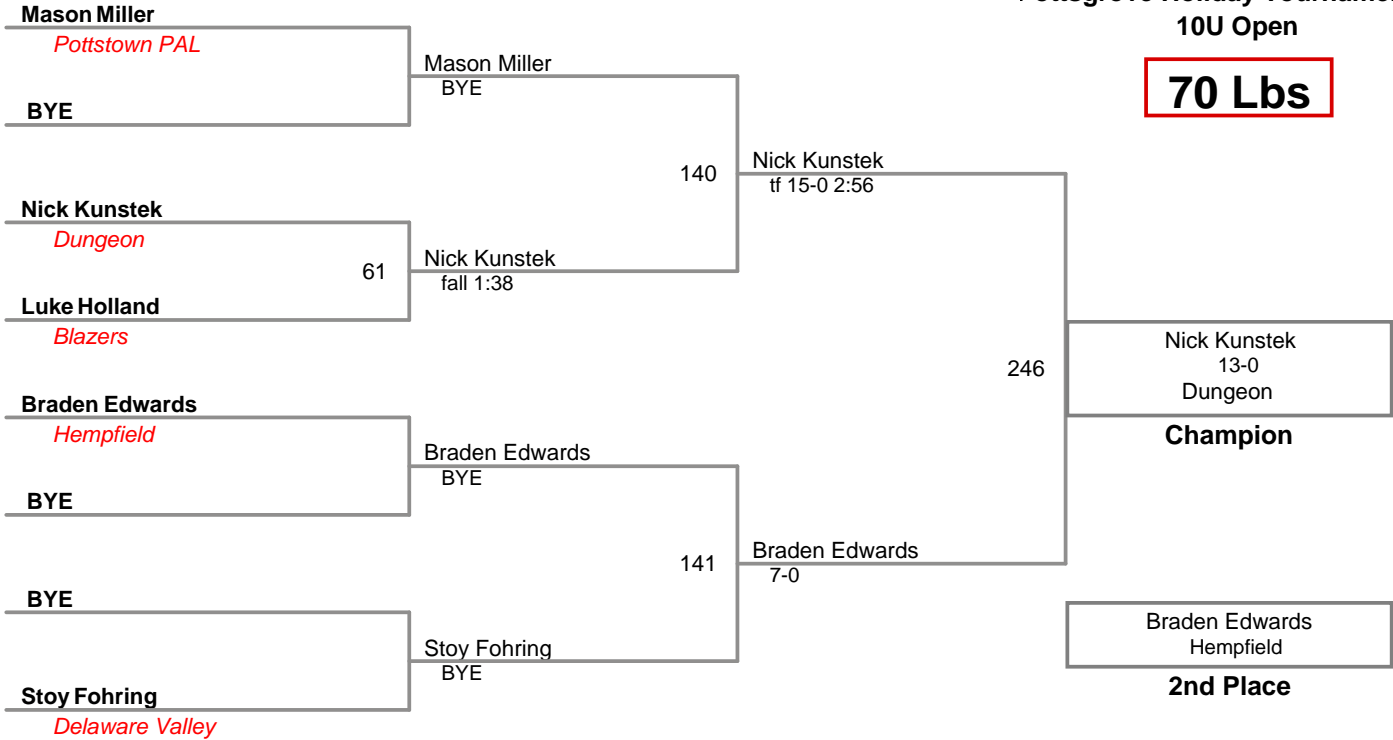 Holiday
10U Open
70 Lbs
Mason Miller
Pottstown PAL
BYE
Nick Kunstek
Dungeon
61
Luke Holland
Blazers
Braden Edwards
Hempfield
BYE
BYE
Stoy Fohring
Delaware Valley
Mason Miller
BYE
140
Nick Kunstek
fall 1:38
Braden Edwards
BYE
141
Stoy Fohring
BYE
Nick Kunstek
tf 15-0 2:56
246
Braden Edwards
7-0
Nick Kunstek
13-0
Dungeon
Champion
Braden Edwards
Hempfield
2nd Place